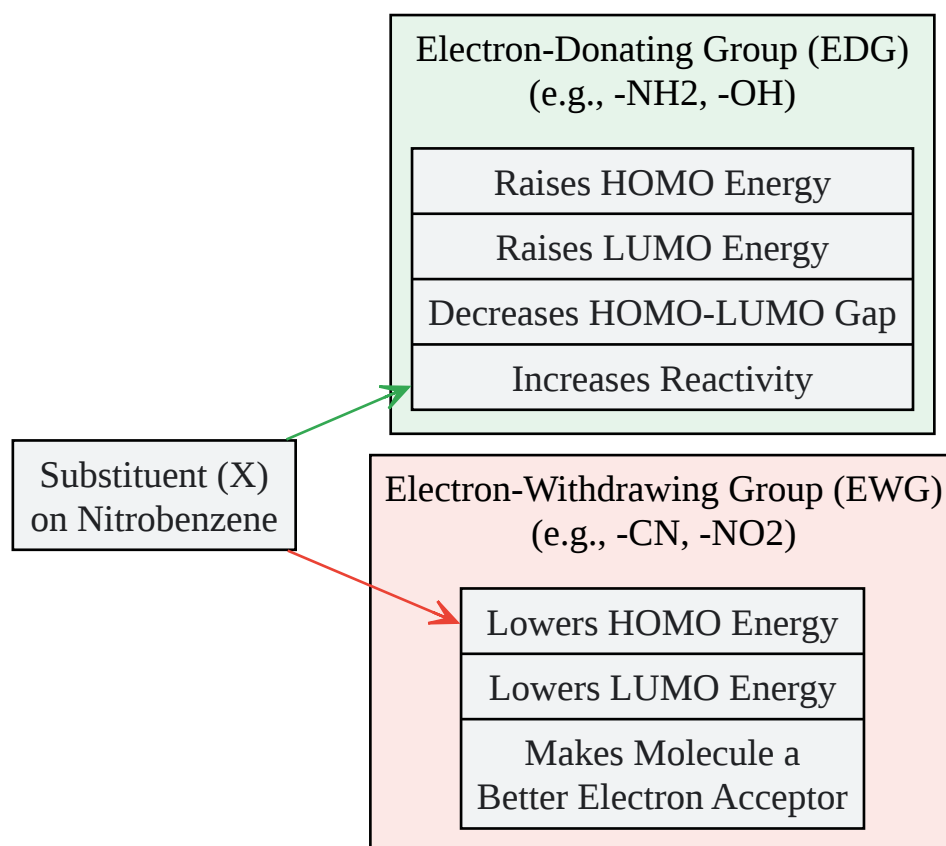 Electron-Donating Group (EDG)
(e.g., -NH2, -OH)
Raises HOMO Energy
Raises LUMO Energy
Decreases HOMO-LUMO Gap
Increases Reactivity
Substituent (X)
on Nitrobenzene
Electron-Withdrawing Group (EWG)
(e.g., -CN, -NO2)
Lowers HOMO Energy
Lowers LUMO Energy
Makes Molecule a
Better Electron Acceptor